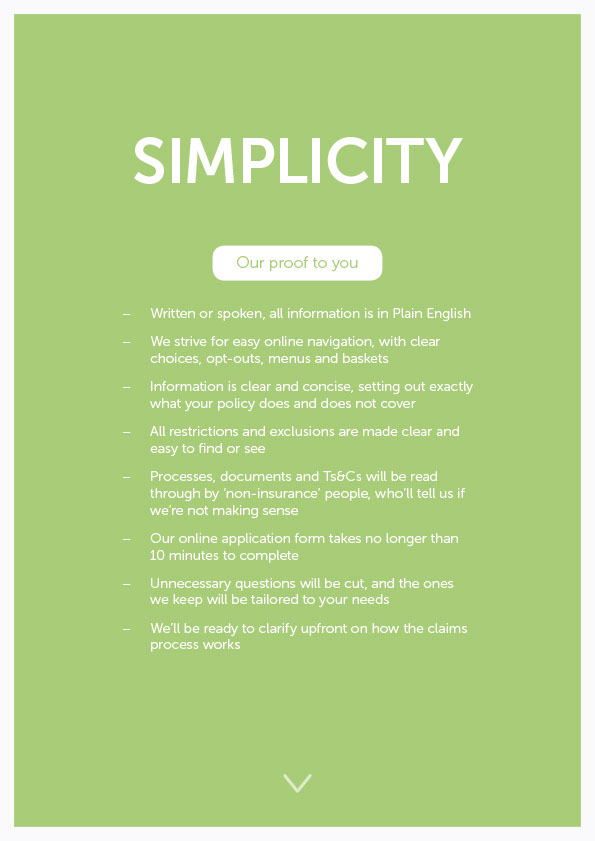 SIMPLICITY
Our proof to you
– Written or spoken, all information is in Plain English
– We strive for easy online navigation, with clear
choices, opt-outs, menus and baskets
– Information is clear and concise, setting out exactly
what your policy does and does not cover
– All restrictions and exclusions are made clear and
easy to find or see
– Processes, documents and Ts&Cs will be read
through by ‘non-insurance’ people, who’ll tell us if
we’re not making sense
– Our online application form takes no longer than
10 minutes to complete
– Unnecessary questions will be cut, and the ones
we keep will be tailored to your needs
– We’ll be ready to clarify upfront on how the claims
process works